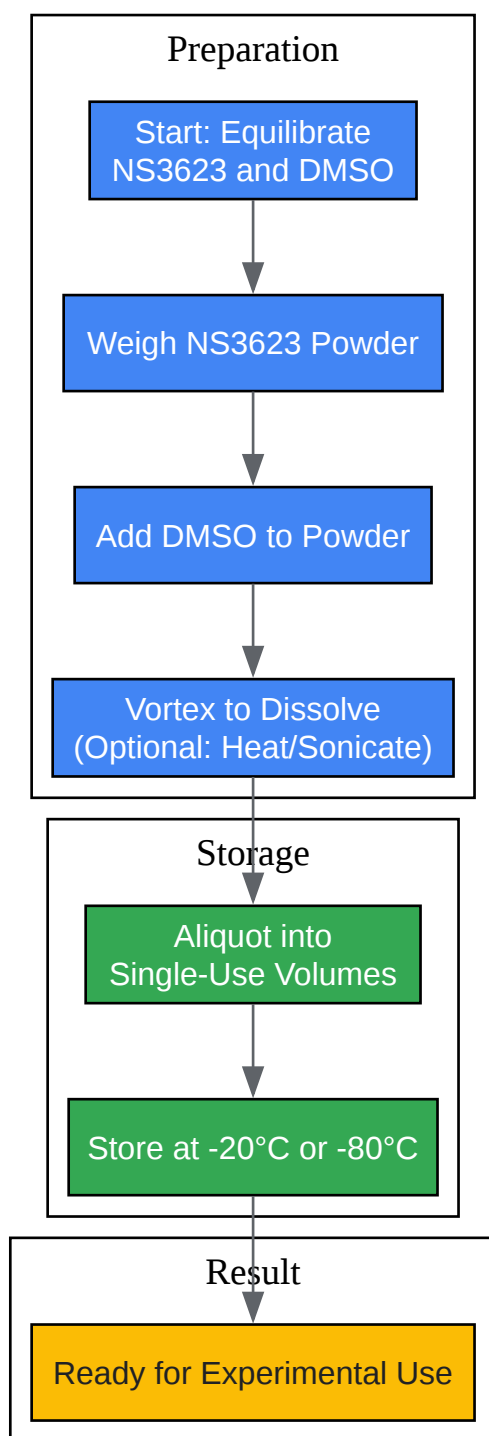 Preparation
Start: Equilibrate
NS3623 and DMSO
Weigh NS3623 Powder
Add DMSO to Powder
Vortex to Dissolve
(Optional: Heat/Sonicate)
Storage
Aliquot into
Single-Use Volumes
Store at -20°C or -80°C
Result
Ready for Experimental Use